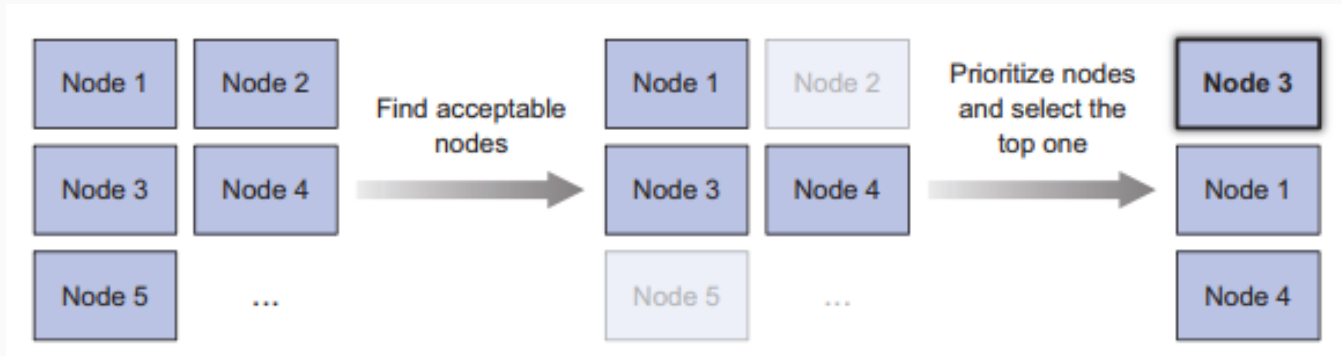 Node 1
Node 2
Node 3
Node 4
Node 5
...
Find acceptable
nodes
Node 1
Node 2
Node 3
Node 4
Node 5
...
Prioritize nodes
and select the
top one
Node 3
Node 1
Node 4